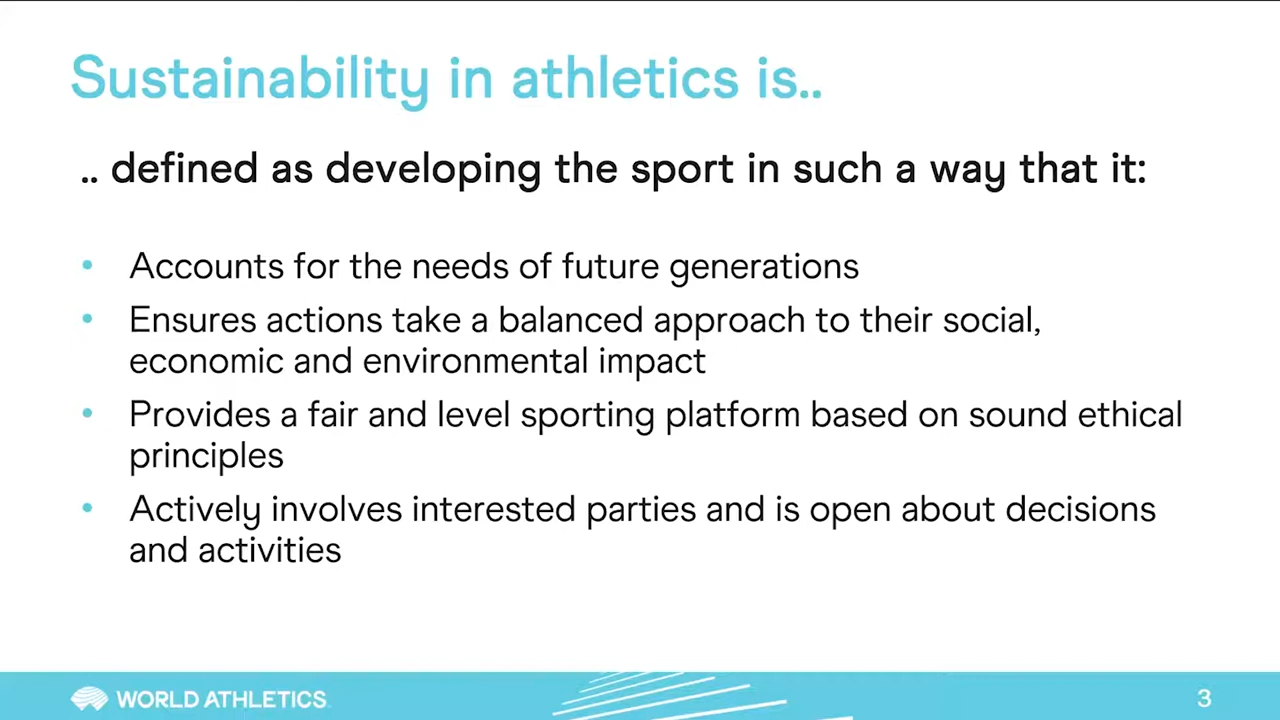 Sustainability in athletics is..
.. defined as developing the sport in such a way that it:
• Accounts for the needs of future generations
• Ensures actions take a balanced approach to their social,
economic and environmental impact
• Provides a fair and level sporting platform based on sound ethical
principles
• Actively involves interested parties and is open about decisions
and activities
WORLD ATHLETICS
3